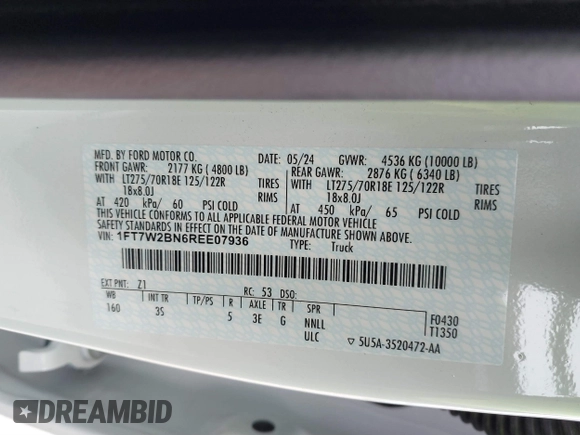 MFD. BY FORD MOTOR CO. DATE: 05/24 GVWR: 4536 KG (10000 LB)
FRONT GAWR: 2177 KG ( 4800 LB) REAR GAWR: 2876 KG ( 6340 LB)
WITH LT275/70R18E 125/122R TIRES WITH LT275/70R18E 125/122R TIRES
18x8.0J RIMS 18x8.0J RIMS
AT 420 kPa/ 60 PSI COLD AT 450 kPa/ 65 PSI COLD
THIS VEHICLE CONFORMS TO ALL APPLICABLE FEDERAL MOTOR VEHICLE
SAFETY STANDARDS IN EFFECT ON THE DATE OF MANUFACTURE SHOWN ABOVE.
VIN: 1FT7W2BN6REE07936 TYPE: Truck
EXT PNT: Z1 RC: 53 DSO:
WB INT TR TP/PS R AXLE TR SPR F0430
160 3S 5 3E G NNLL T1350
ULC ▽ 5U5A-3520472-AA
DREAMBID